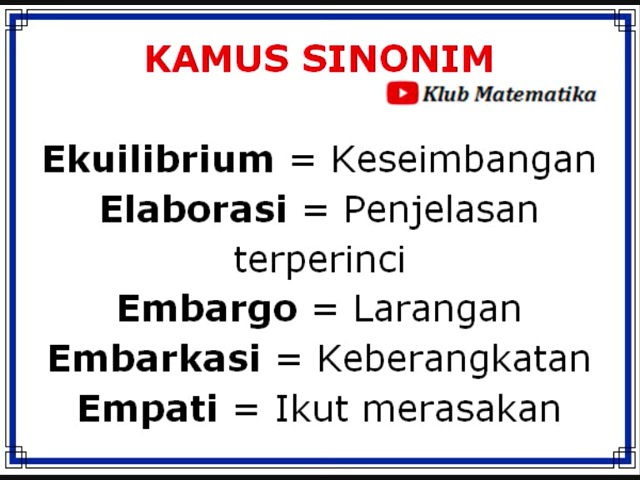 KAMUS SINONIM
Klub Matematika
Ekuilibrium = Keseimbangan
Elaborasi = Penjelasan
terperinci
Embargo = Larangan
Embarkasi = Keberangkatan
Empati = Ikut merasakan